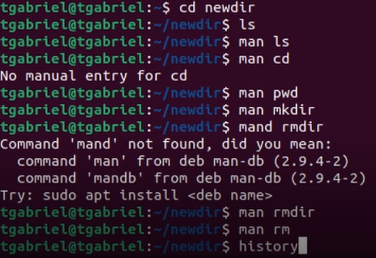 tgabriel@tgabriel:~$ cd newdir
tgabriel@tgabriel:~/newdir$ ls
tgabriel@tgabriel:~/newdir$ man ls
tgabriel@tgabriel:~/newdir$ man cd
No manual entry for cd
tgabriel@tgabriel:~/newdir$ man pwd
tgabriel@tgabriel:~/newdir$ man mkdir
tgabriel@tgabriel:~/newdir$ mand rmdir
Command 'mand' not found, did you mean:
  command 'man' from deb man-db (2.9.4-2)
  command 'mandb' from deb man-db (2.9.4-2)
Try: sudo apt install <deb name>
tgabriel@tgabriel:~/newdir$ man rmdir
tgabriel@tgabriel:~/newdir$ man rm
tgabriel@tgabriel:~/newdir$ history